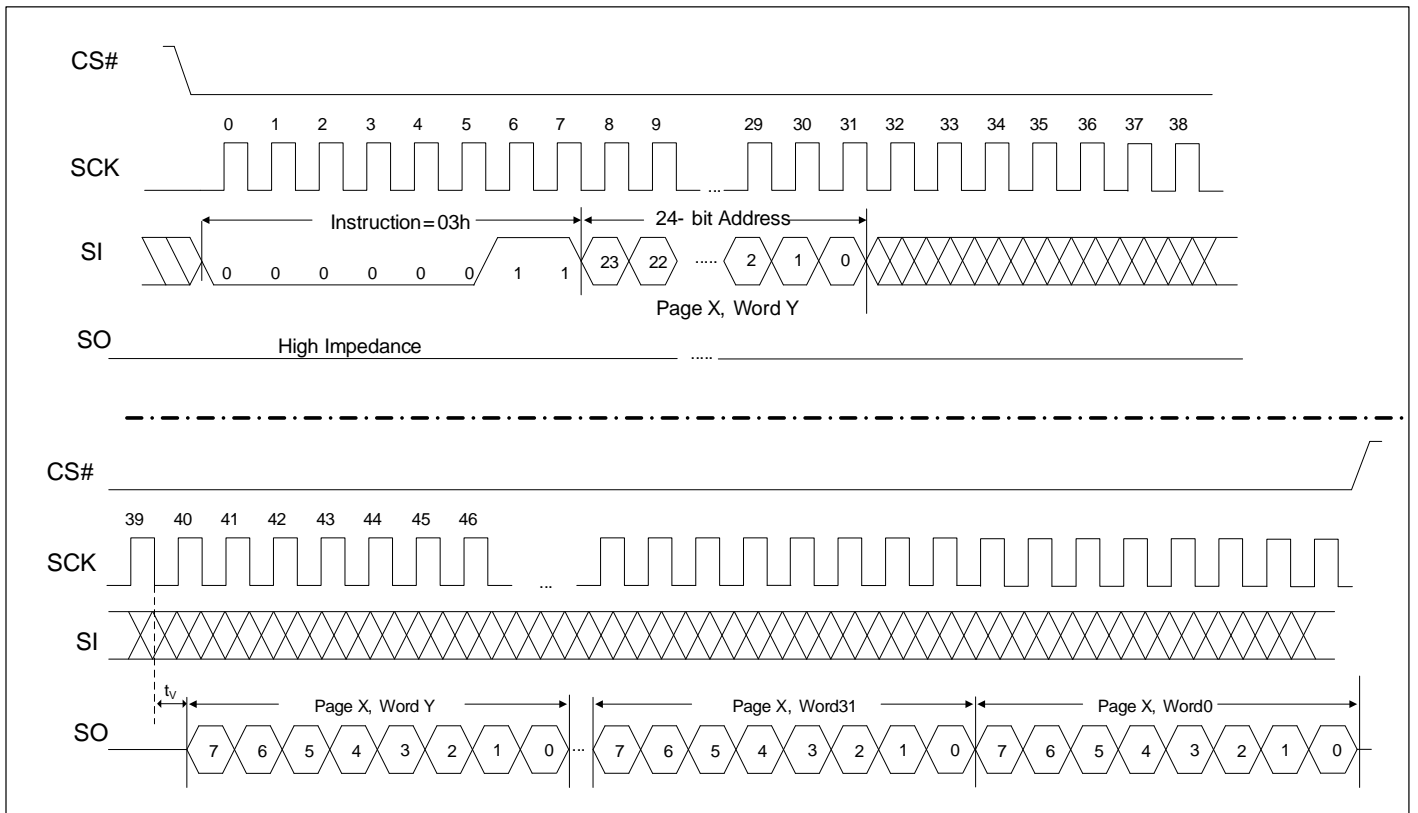 CS#
0 1 2 3 4 5 6 7 8 9 29 30 31 32 33 34 35 36 37 38
SCK
Instruction=03h 24- bit Address
SI
0 0 0 0 0 0 1 1 23 22 ..... 2 1 0
Page X, Word Y
SO
High Impedance .....
CS#
39 40 41 42 43 44 45 46
SCK
...
SI
tV
Page X, Word Y Page X, Word31 Page X, Word0
SO
7 6 5 4 3 2 1 0 ... 7 6 5 4 3 2 1 0 7 6 5 4 3 2 1 0